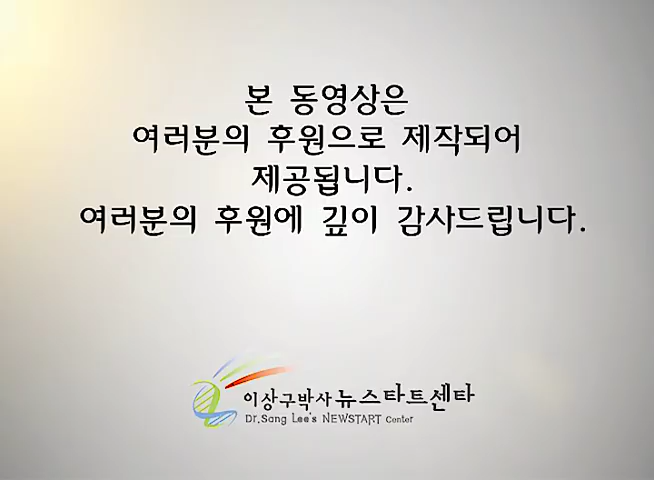 본 동영상은
여러분의 후원으로 제작되어
제공됩니다.
여러분의 후원에 깊이 감사드립니다.
이상구박사 뉴스타트센타
Dr.Sang Lee's NEWSTART Center